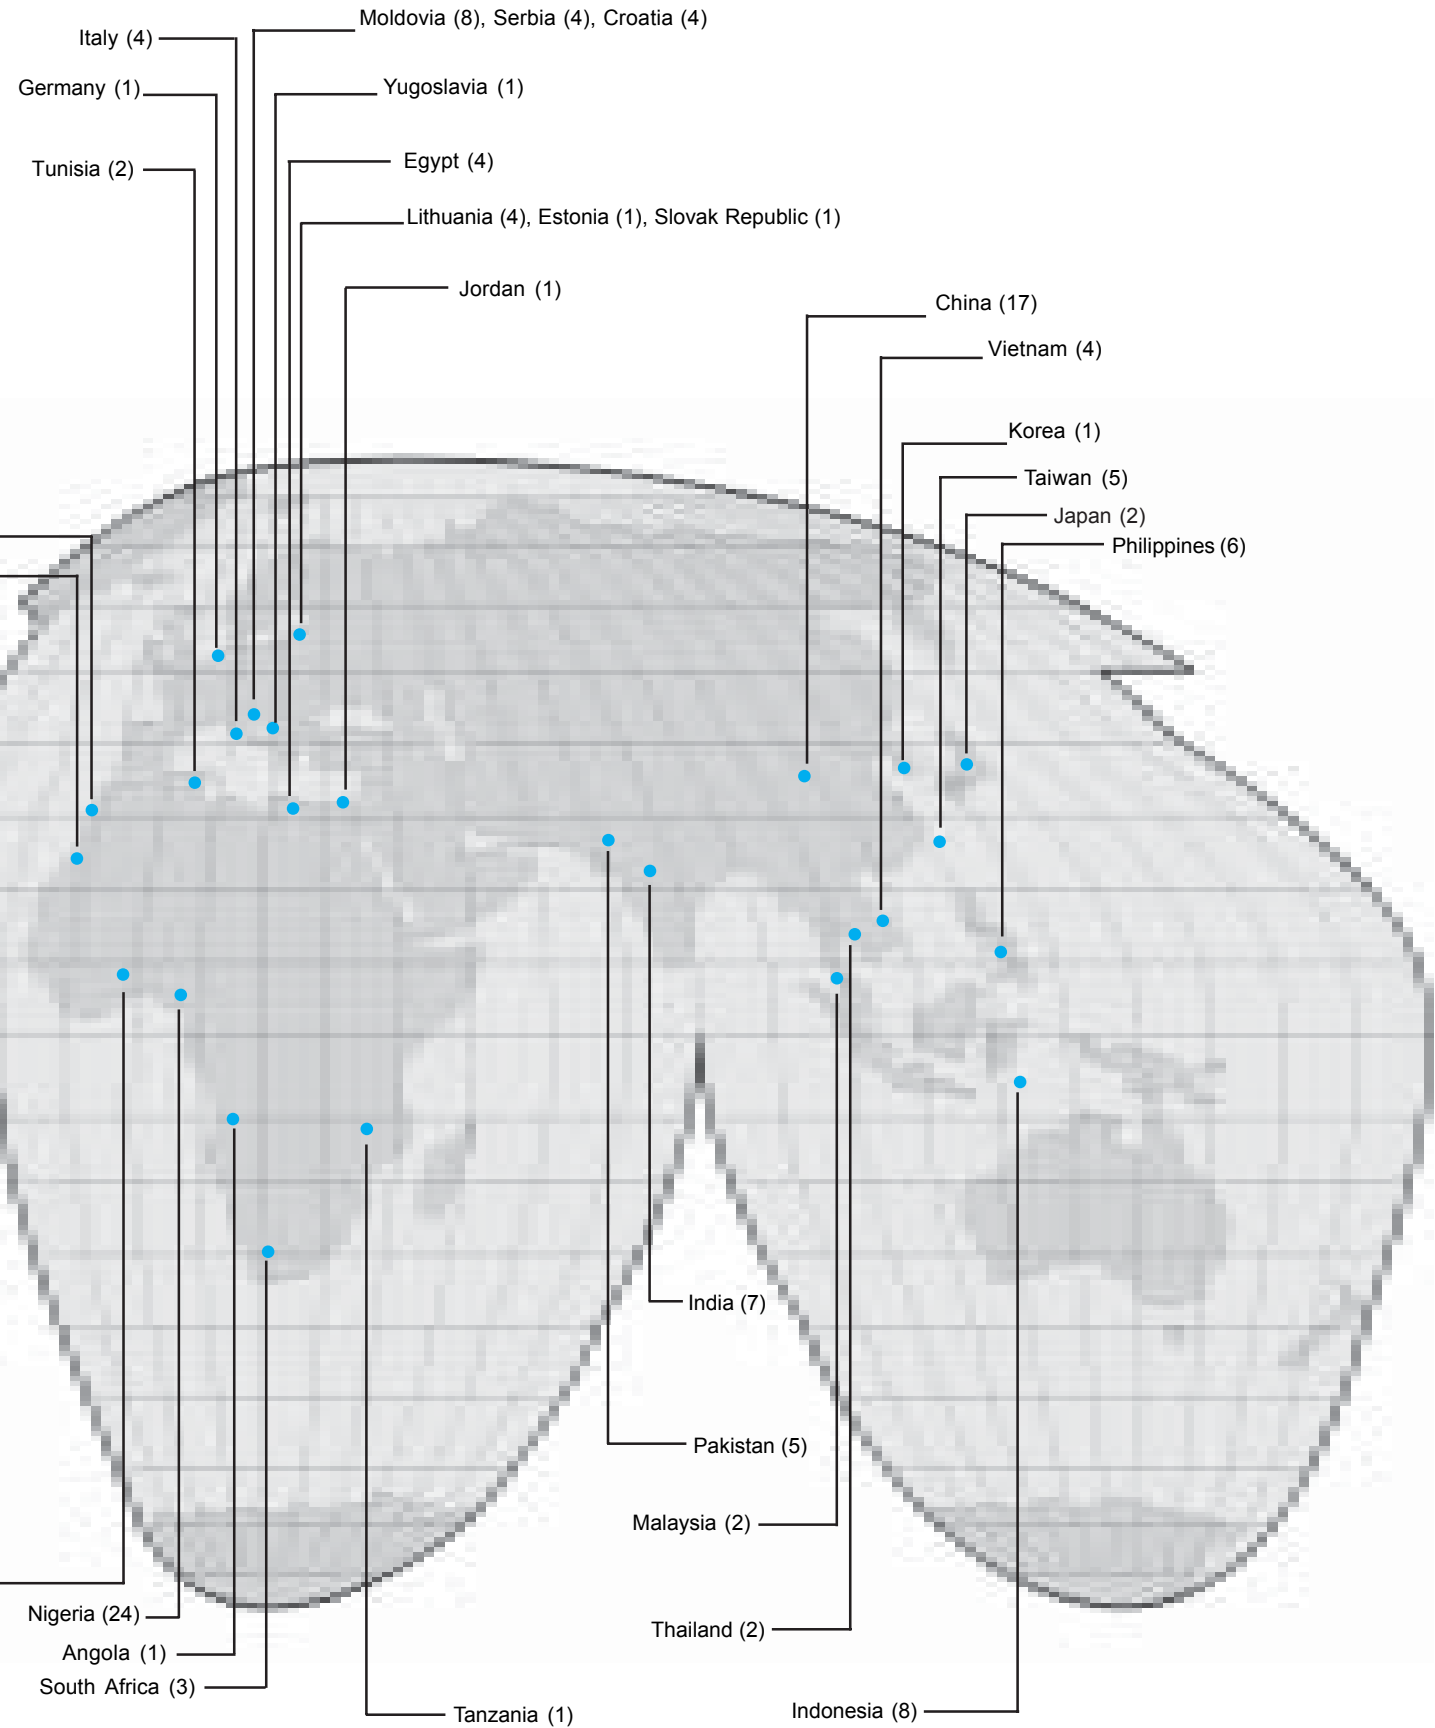 Moldovia (8), Serbia (4), Croatia (4)
Italy (4)
Germany (1)
Yugoslavia (1)
Egypt (4)
Tunisia (2)
Lithuania (4), Estonia (1), Slovak Republic (1)
Jordan (1)
China (17)
Vietnam (4)
Korea (1)
Taiwan (5)
Japan (2)
Philippines (6)
India (7)
Pakistan (5)
Malaysia (2)
Nigeria (24)
Thailand (2)
Angola (1)
South Africa (3)
Indonesia (8)
Tanzania (1)